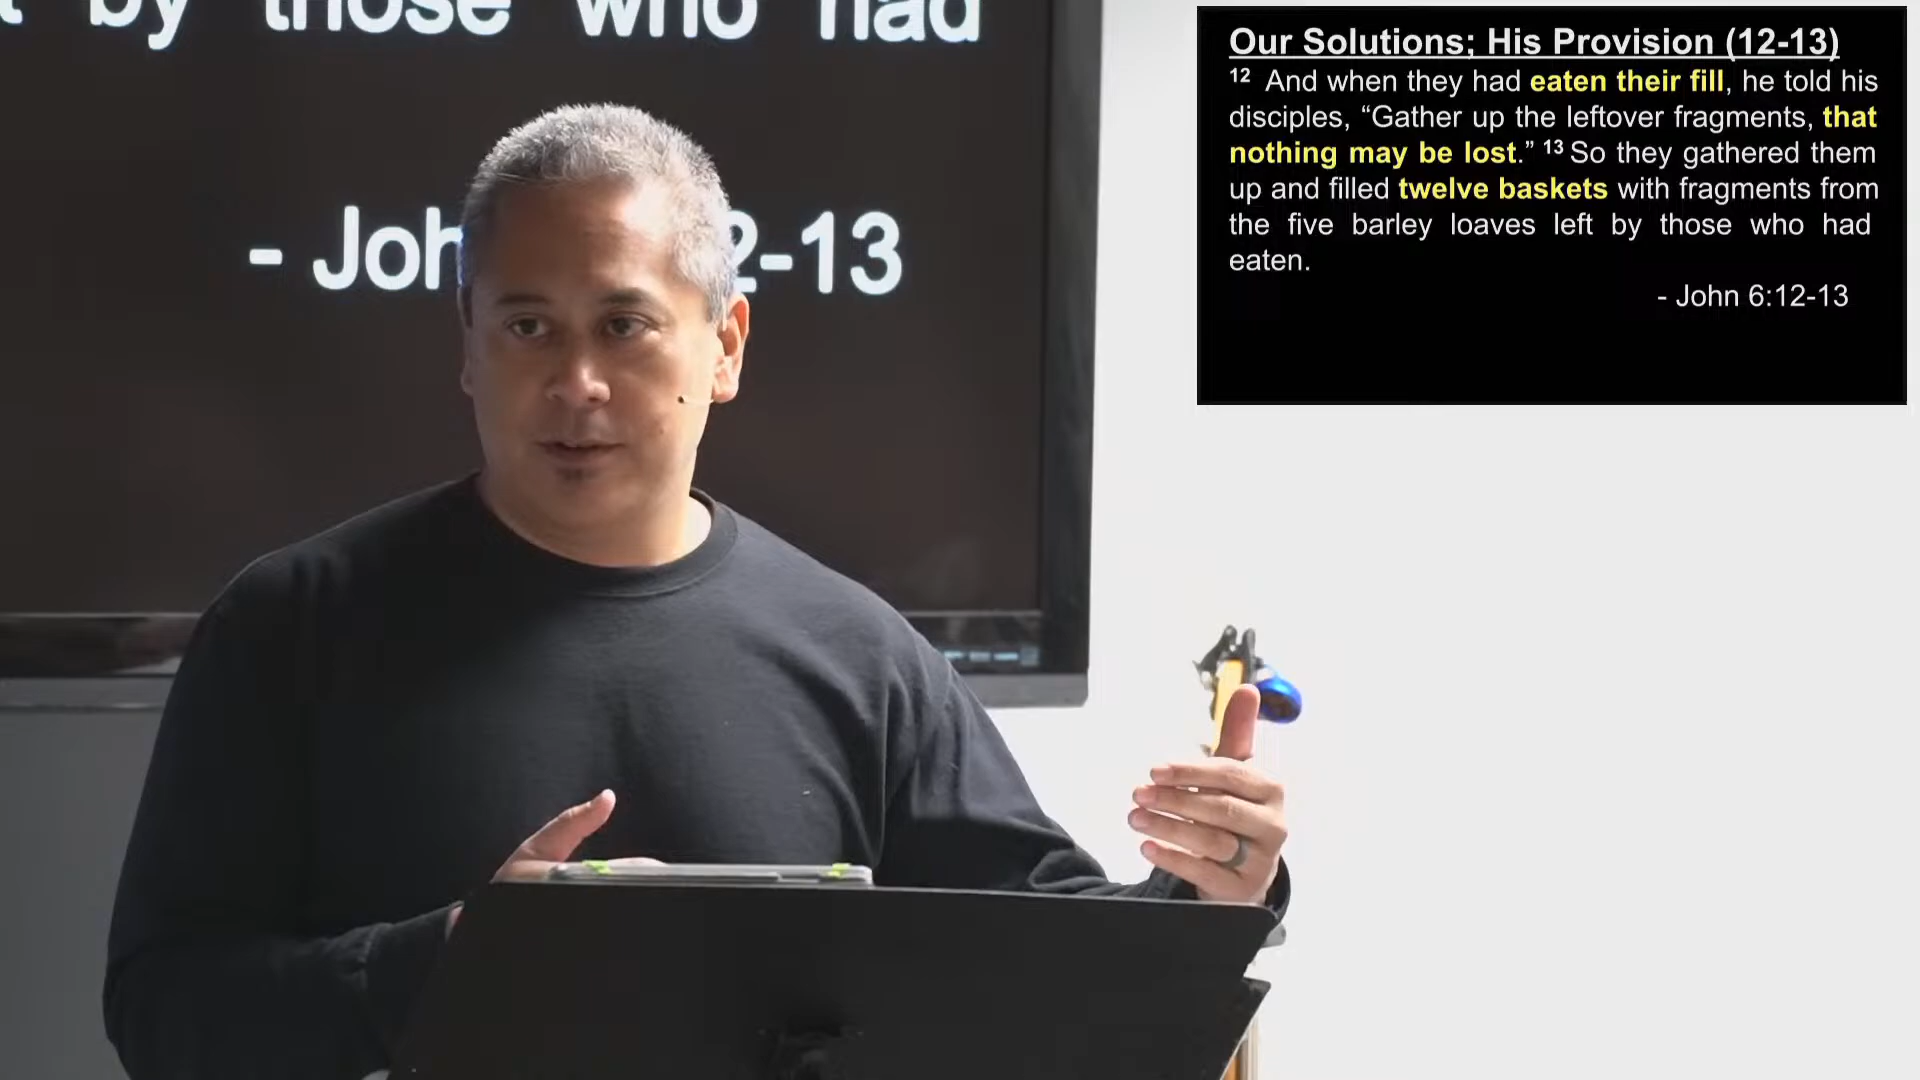 t by those who had
- Joh 2-13
Our Solutions; His Provision (12-13)
12 And when they had eaten their fill, he told his
disciples, “Gather up the leftover fragments, that
nothing may be lost.” 13 So they gathered them
up and filled twelve baskets with fragments from
the five barley loaves left by those who had
eaten.
- John 6:12-13